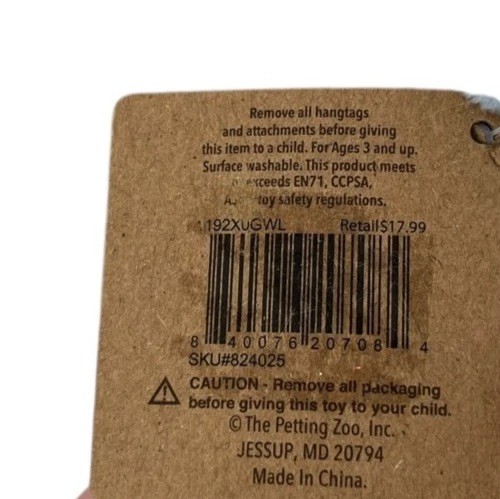 Remove all hangtags
and attachments before giving
this item to a child. For Ages 3 and up.
Surface washable. This product meets
exceeds EN71, CCPSA,
toy safety regulations.
192XuGWL Retail$17.99
8 40076 20708 4
SKU#824025
CAUTION - Remove all packaging
before giving this toy to your child.
© The Petting Zoo, Inc.
JESSUP, MD 20794
Made In China.